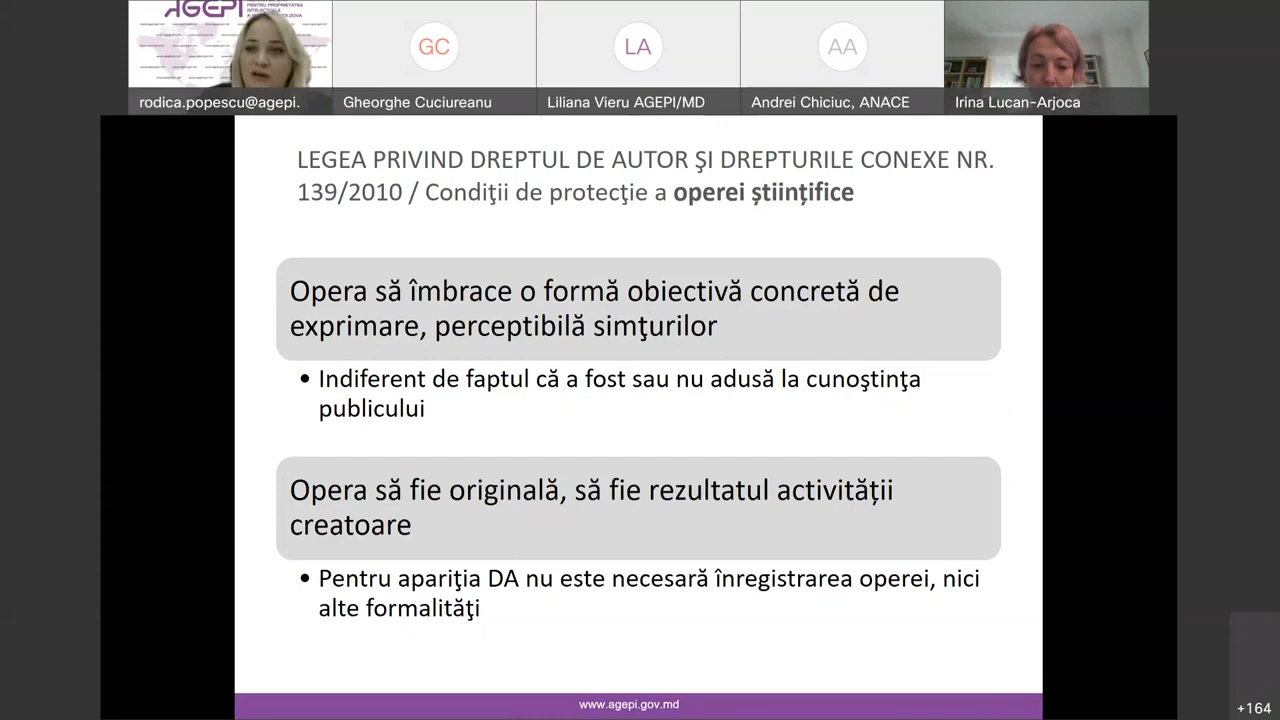 AGEPI
PENTRU PROPRIETATEA
INTELECTUALĂ
GC
LA
AA
rodica.popescu@agepi.
Gheorghe Cuciureanu
Liliana Vieru AGEPI/MD
Andrei Chiciuc, ANACE
Irina Lucan-Arjoca
LEGEA PRIVIND DREPTUL DE AUTOR ŞI DREPTURILE CONEXE NR.
139/2010 / Condiţii de protecţie a operei științifice
Opera să îmbrace o formă obiectivă concretă de
exprimare, perceptibilă simţurilor
• Indiferent de faptul că a fost sau nu adusă la cunoştinţa
publicului
Opera să fie originală, să fie rezultatul activității
creatoare
• Pentru apariţia DA nu este necesară înregistrarea operei, nici
alte formalităţi
www.agepi.gov.md
+164